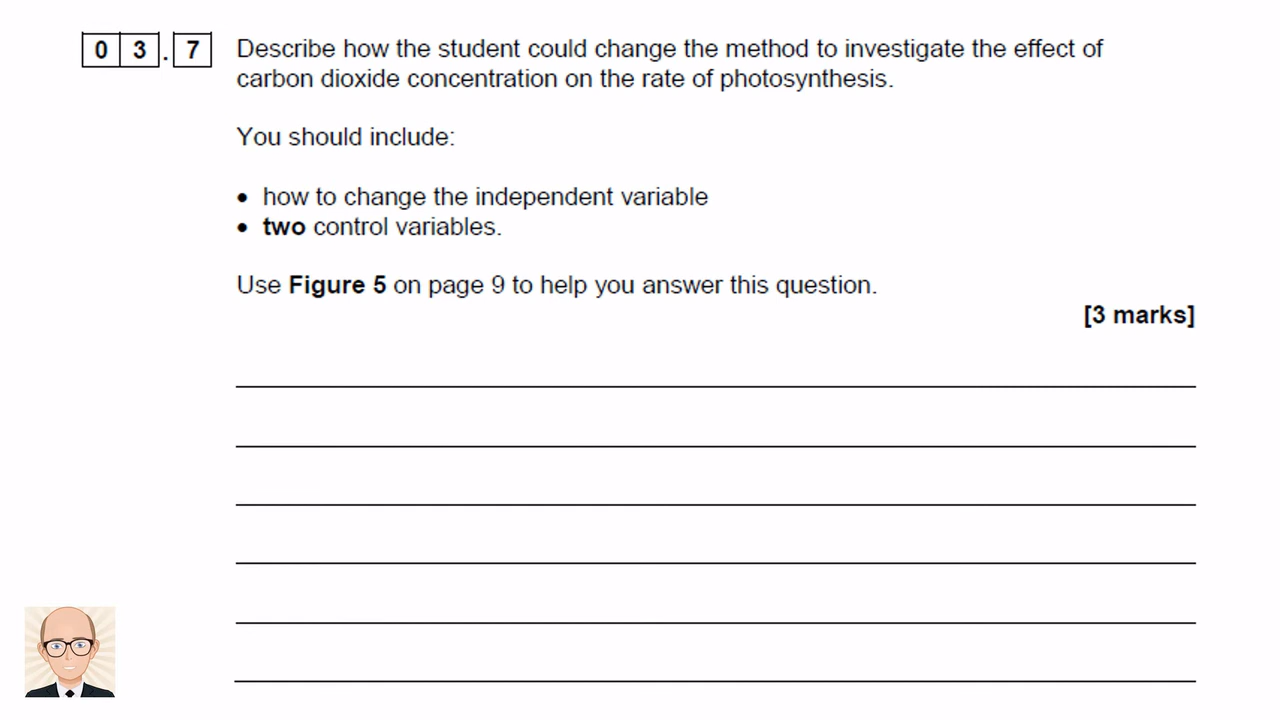 03.7 Describe how the student could change the method to investigate the effect of
carbon dioxide concentration on the rate of photosynthesis.
You should include:
• how to change the independent variable
• two control variables.
Use Figure 5 on page 9 to help you answer this question.
[3 marks]